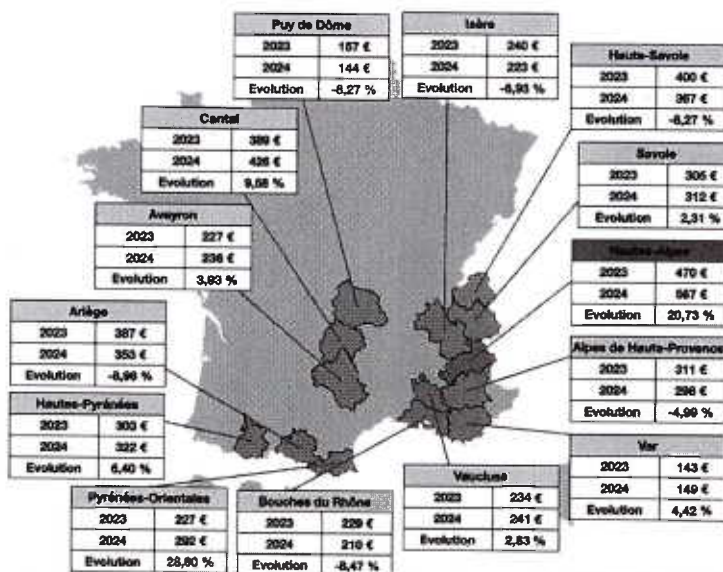 Puy de Dôme
2023 157 €
2024 144 €
Evolution -8,27 %
Isère
2023 240 €
2024 223 €
Evolution -6,93 %
Haute-Savoie
2023 400 €
2024 367 €
Evolution -8,27 %
Cantal
2023 389 €
2024 426 €
Evolution 9,58 %
Savoie
2023 305 €
2024 312 €
Evolution 2,31 %
Aveyron
2023 227 €
2024 236 €
Evolution 3,93 %
Hautes-Alpes
2023 470 €
2024 567 €
Evolution 20,73 %
Ariège
2023 387 €
2024 353 €
Evolution -8,98 %
Alpes de Haute-Provence
2023 311 €
2024 296 €
Evolution -4,99 %
Hautes-Pyrénées
2023 303 €
2024 322 €
Evolution 6,40 %
Var
2023 143 €
2024 149 €
Evolution 4,42 %
Vaucluse
2023 234 €
2024 241 €
Evolution 2,83 %
Pyrénées-Orientales
2023 227 €
2024 292 €
Evolution 28,80 %
Bouches du Rhône
2023 229 €
2024 210 €
Evolution -8,47 %